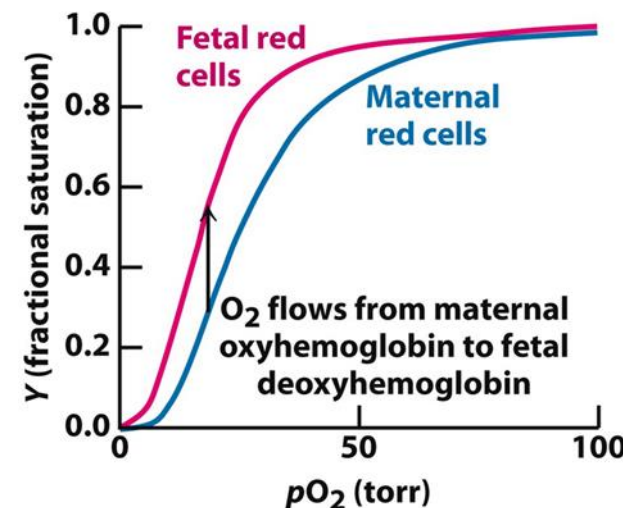 1.0
Fetal red
cells
0.8
Maternal
red cells
0.6
0.4
O₂ flows from maternal
oxyhemoglobin to fetal
deoxyhemoglobin
0.2
0.0
0
50
100
Y (fractional saturation)
pO₂ (torr)